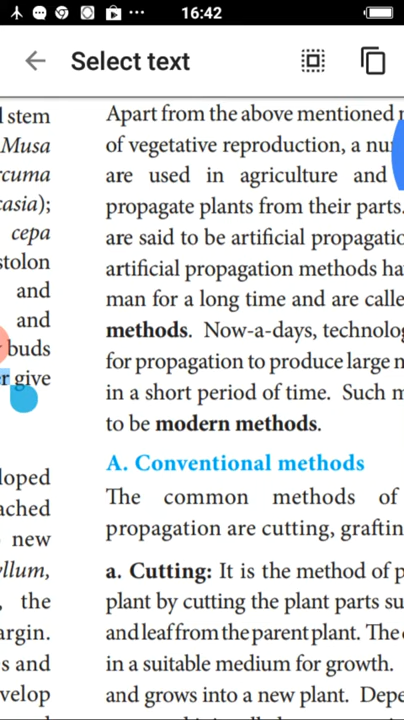 16:42
Select text
stem
Musa
rcuma
casia);
cepa
stolon
and
and
buds
er give
loped
ached
new
yllum,
, the
argin.
s and
velop
Apart from the above mentioned
of vegetative reproduction, a nu
are used in agriculture and
propagate plants from their parts.
are said to be artificial propagatio
artificial propagation methods ha
man for a long time and are calle
methods. Now-a-days, technolog
for propagation to produce large n
in a short period of time. Such m
to be modern methods.
A. Conventional methods
The common methods of
propagation are cutting, graftin
a. Cutting: It is the method of p
plant by cutting the plant parts su
and leaf from the parent plant. The
in a suitable medium for growth.
and grows into a new plant. Depe